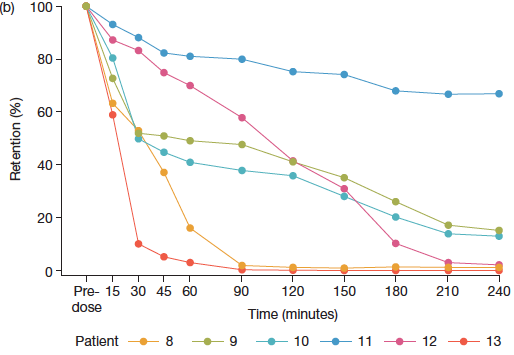 (b)
100
80
60
40
20
0
Retention (%)
Pre-dose 15 30 45 60 90 120 150 180 210 240
Time (minutes)
Patient 8 9 10 11 12 13